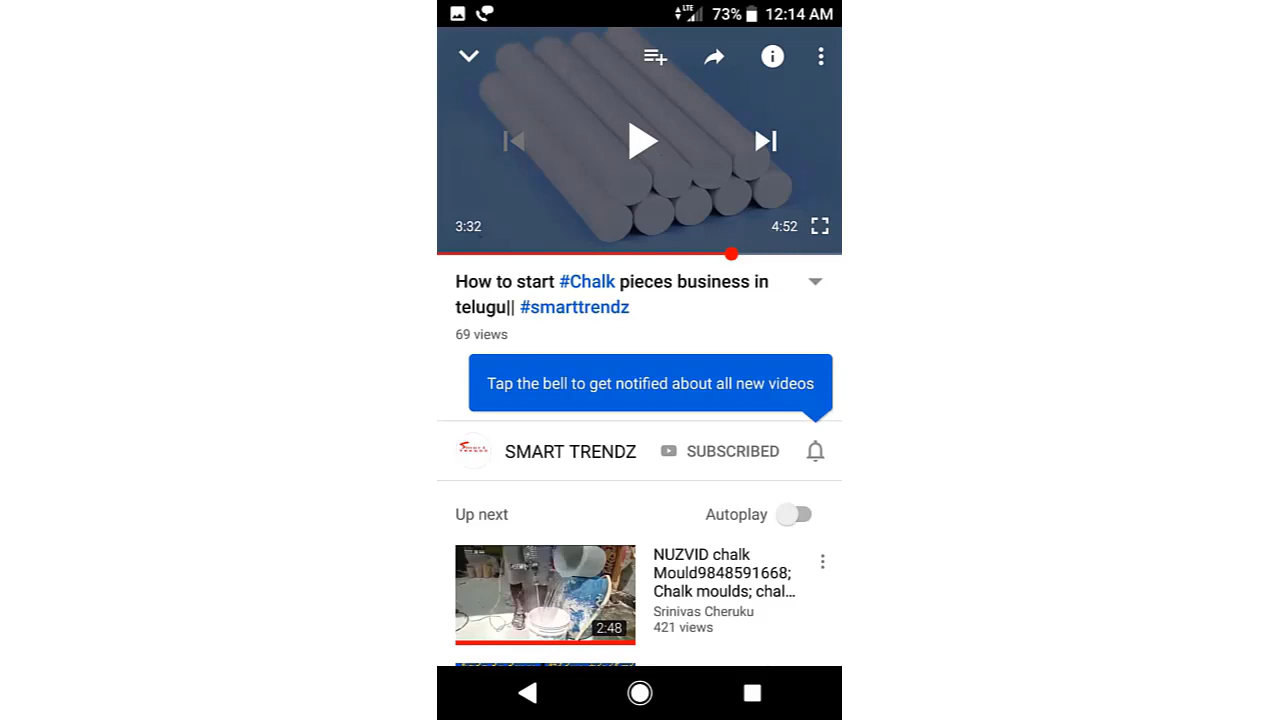 LTE 73% 12:14 AM
3:32 4:52
How to start #Chalk pieces business in
telugu|| #smarttrendz
69 views
Tap the bell to get notified about all new videos
SMART TRENDZ SUBSCRIBED
Up next Autoplay
NUZVID chalk
Mould9848591668;
Chalk moulds; chal...
Srinivas Cheruku
421 views
2:48